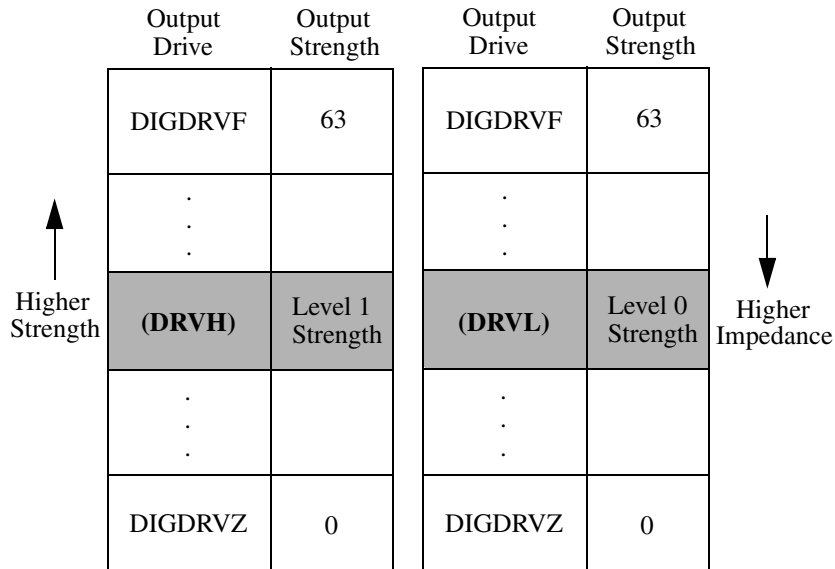 Output Drive
Output Strength
Output Drive
Output Strength
DIGDRVF
63
DIGDRVF
63
.
.
.
.
.
.
Higher Strength
(DRVH)
Level 1 Strength
(DRVL)
Level 0 Strength
Higher Impedance
.
.
.
.
.
.
DIGDRVZ
0
DIGDRVZ
0